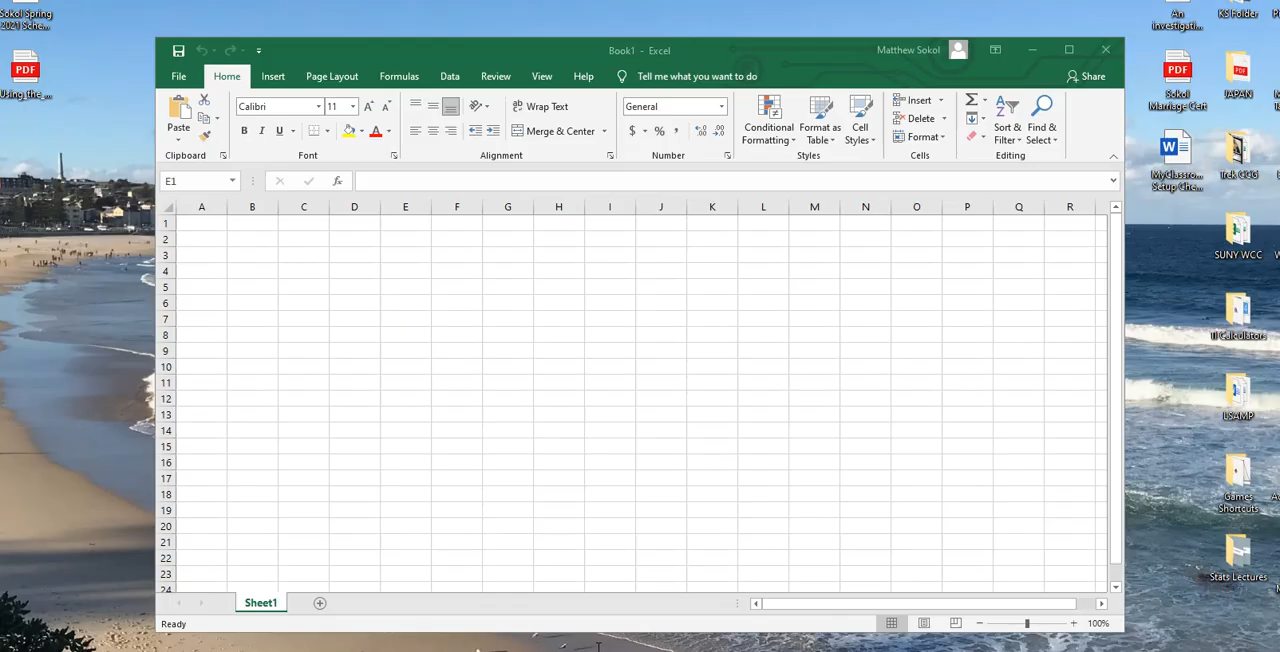 Sokol Spring
2021 Sche...
PDF
Using_the_...
Book1 - Excel
Matthew Sokol
File Home Insert Page Layout Formulas Data Review View Help Tell me what you want to do Share
Paste
Clipboard
Calibri 11
B I U A
Font
Wrap Text
Merge & Center
Alignment
General
$ % ,
Number
Conditional
Formatting
Format as
Table
Cell
Styles
Styles
Insert
Delete
Format
Cells
Sort &
Filter
Find &
Select
Editing
E1 fx
A B C D E F G H I J K L M N O P Q R
1
2
3
4
5
6
7
8
9
10
11
12
13
14
15
16
17
18
19
20
21
22
23
24
Sheet1
Ready
100%
An
investigati...
KS Folder
PDF
Sokol
Marriage Cert
JAPAN
MyClassro...
Setup Che...
Trek CCG
SUNY WCC
TI Calculators
LSAMP
Games
Shortcuts
Stats Lectures